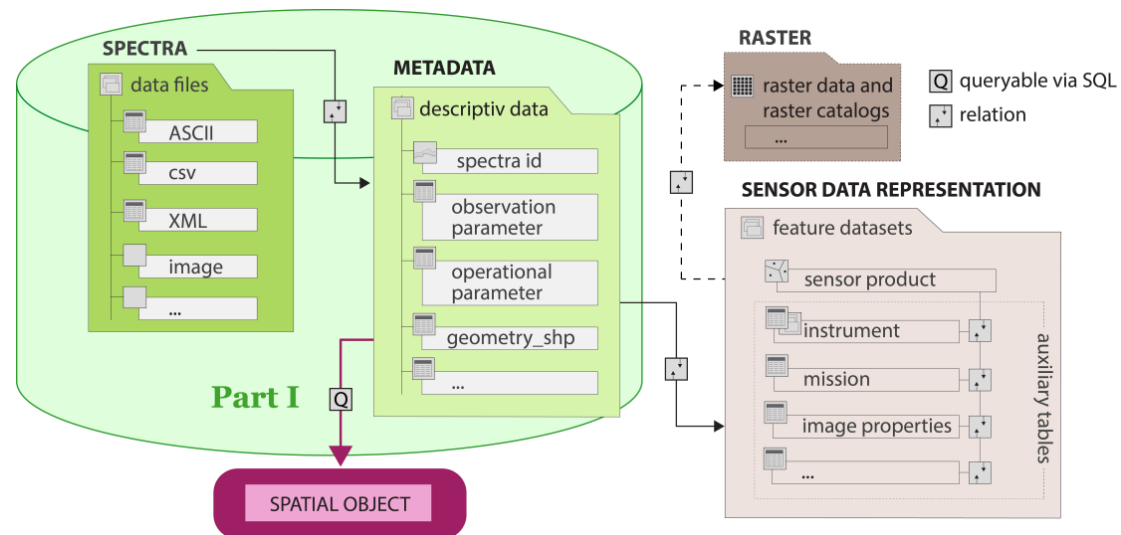 SPECTRA
data files
ASCII
csv
XML
image
...
METADATA
descriptiv data
spectra id
observation
parameter
operational
parameter
geometry_shp
...
Part I
Q
SPATIAL OBJECT
RASTER
raster data and
raster catalogs
...
Q queryable via SQL
relation
SENSOR DATA REPRESENTATION
feature datasets
sensor product
instrument
mission
image properties
...
auxiliary tables